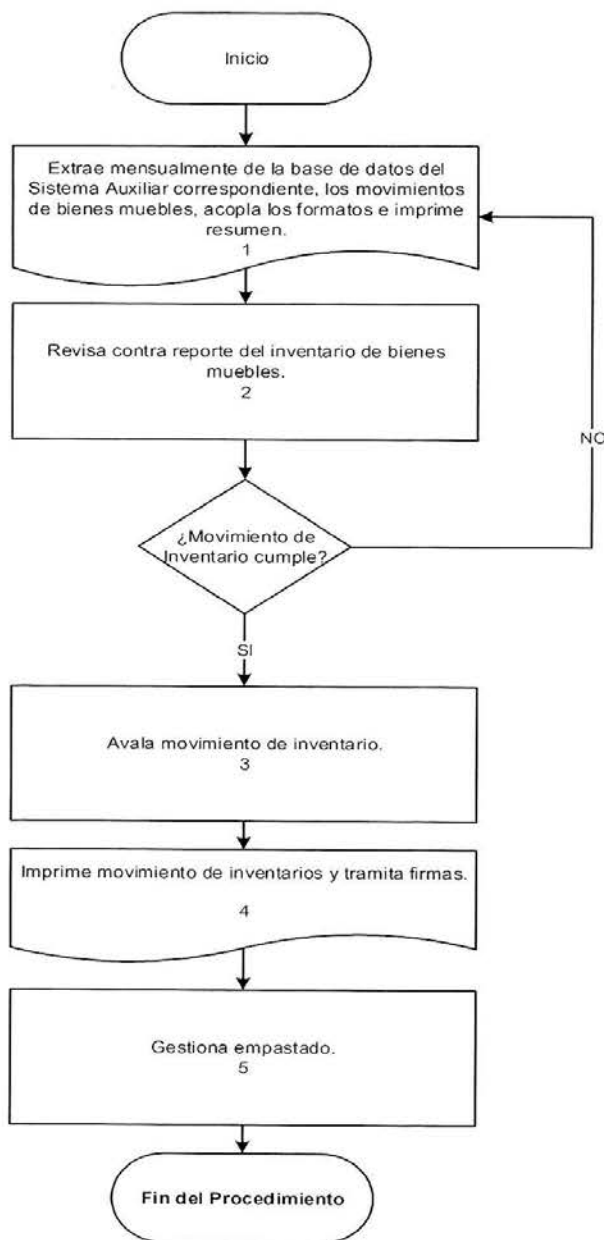 Inicio
Extrae mensualmente de la base de datos del
Sistema Auxiliar correspondiente, los movimientos
de bienes muebles, acopla los formatos e imprime
resumen.
1
Revisa contra reporte del inventario de bienes
muebles.
2
NO
¿Movimiento de
Inventario cumple?
SI
Avala movimiento de inventario.
3
Imprime movimiento de inventarios y tramita firmas.
4
Gestiona empastado.
5
Fin del Procedimiento